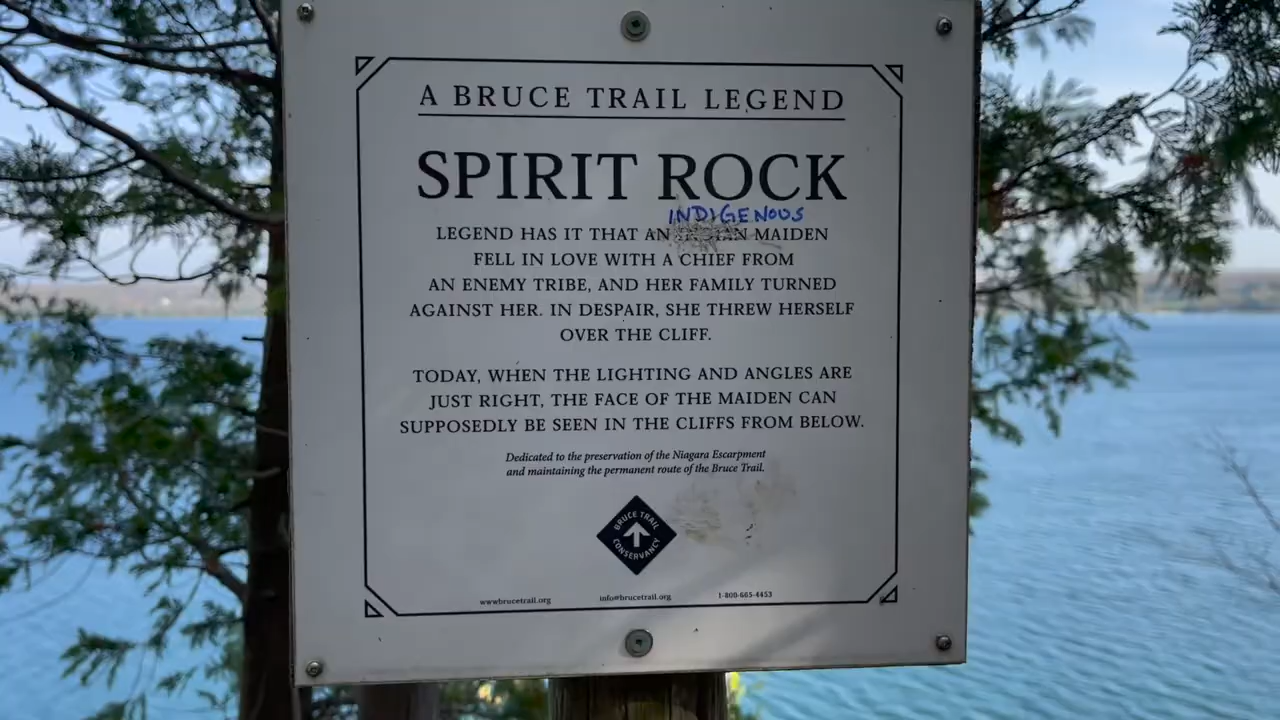 A BRUCE TRAIL LEGEND
SPIRIT ROCK
INDIGENOUS
LEGEND HAS IT THAT AN MAIDEN
FELL IN LOVE WITH A CHIEF FROM
AN ENEMY TRIBE, AND HER FAMILY TURNED
AGAINST HER. IN DESPAIR, SHE THREW HERSELF
OVER THE CLIFF.
TODAY, WHEN THE LIGHTING AND ANGLES ARE
JUST RIGHT, THE FACE OF THE MAIDEN CAN
SUPPOSEDLY BE SEEN IN THE CLIFFS FROM BELOW.
Dedicated to the preservation of the Niagara Escarpment
and maintaining the permanent route of the Bruce Trail.
BRUCE TRAIL
CONSERVANCY
www.brucetrail.org info@brucetrail.org 1-800-665-4453